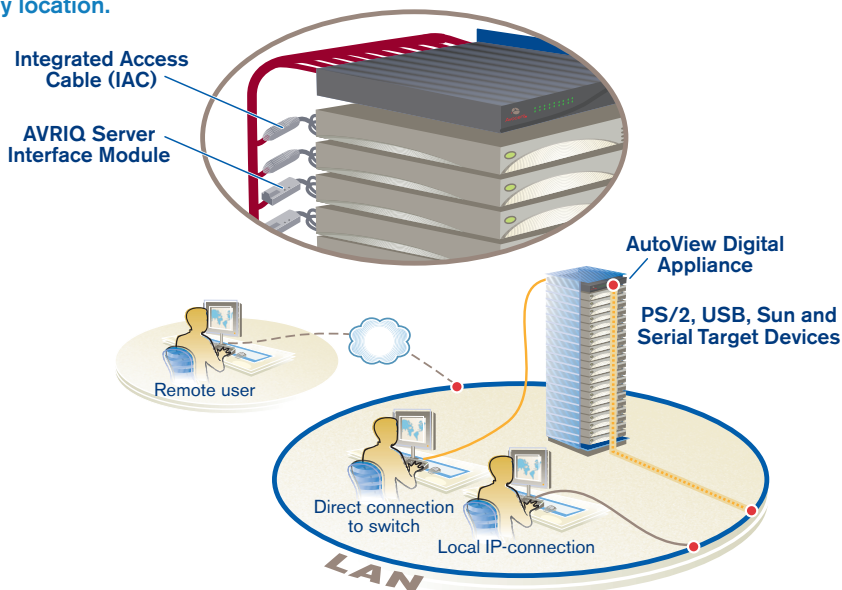 y location.
Integrated Access
Cable (IAC)
AVRIQ Server
Interface Module
AutoView Digital
Appliance
PS/2, USB, Sun and
Serial Target Devices
Remote user
Direct connection
to switch
Local IP-connection
LAN